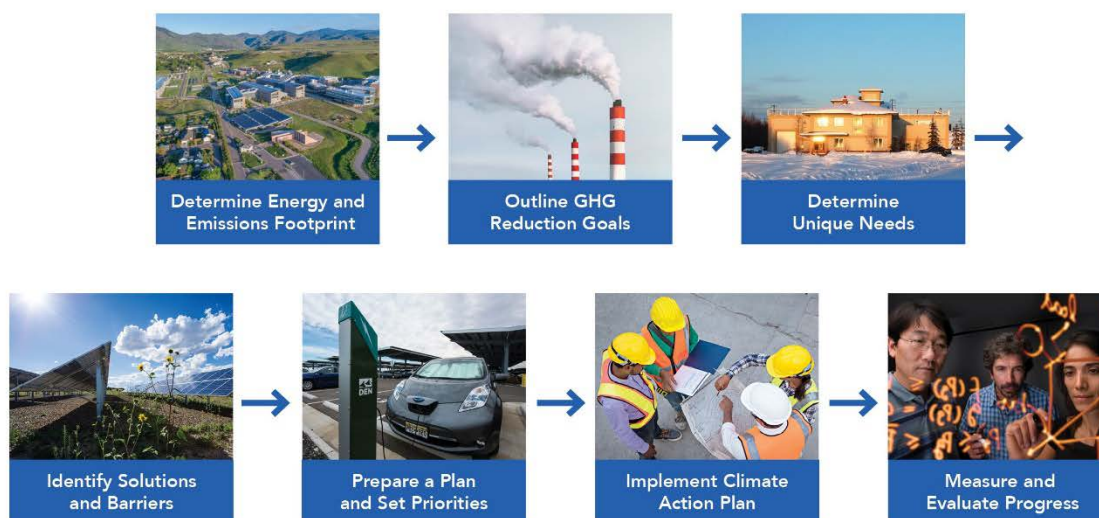 Determine Energy and
Emissions Footprint
Outline GHG
Reduction Goals
Determine
Unique Needs
Identify Solutions
and Barriers
DEN
Prepare a Plan
and Set Priorities
Implement Climate
Action Plan
Measure and
Evaluate Progress